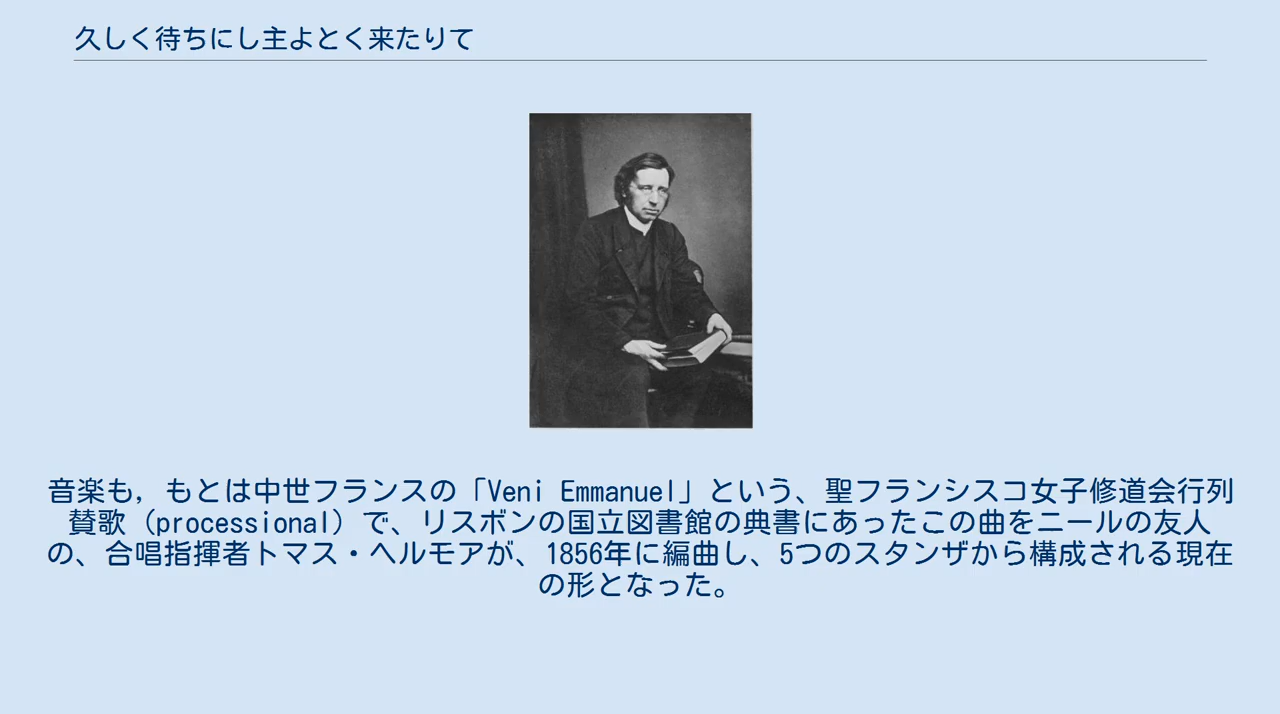 久しく待ちにし主よとく来たりて
音楽も，もとは中世フランスの「Veni Emmanuel」という、聖フランシスコ女子修道会行列
賛歌（processional）で、リスボンの国立図書館の典書にあったこの曲をニールの友人
の、合唱指揮者トマス・ヘルモアが、1856年に編曲し、5つのスタンザから構成される現在
の形となった。